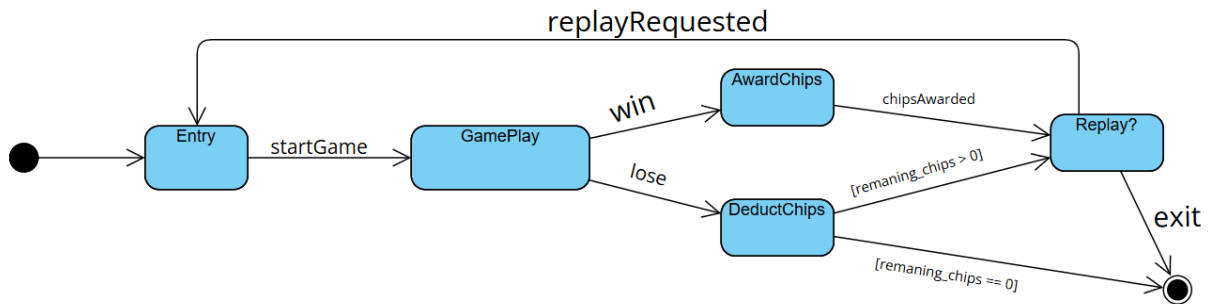 replayRequested
Entry
startGame
GamePlay
win
lose
AwardChips
chipsAwarded
DeductChips
[remaning_chips > 0]
[remaning_chips == 0]
Replay?
exit